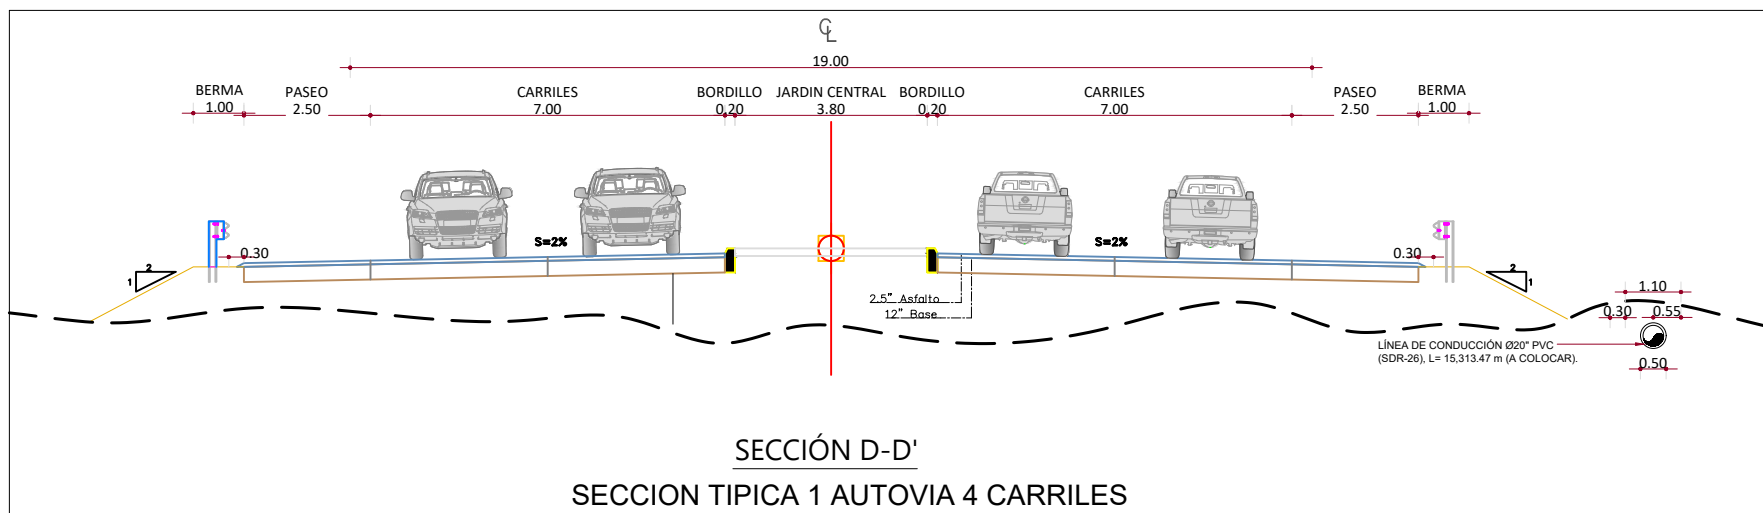 CL
19.00
BERMA PASEO CARRILES BORDILLO JARDIN CENTRAL BORDILLO CARRILES PASEO BERMA
1.00 2.50 7.00 0.20 3.80 0.20 7.00 2.50 1.00
S=2% S=2%
0.30 0.30
2 1 2 1
2.5" Asfalto
12" Base
1.10
0.30 0.55
LÍNEA DE CONDUCCIÓN Ø20" PVC
(SDR-26), L= 15,313.47 m (A COLOCAR).
0.50
SECCIÓN D-D'
SECCION TIPICA 1 AUTOVIA 4 CARRILES